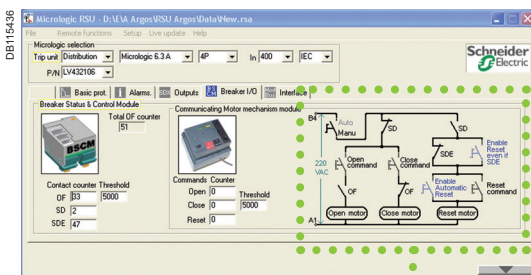 DB115436
Micrologic RSU - D:\E\A Argos\RSU Argos\Data\New.rsa
File Remote functions Setup Live update Help
Micrologic selection
Trip unit Distribution Micrologic 6.3 A 4P In 400 IEC
P/N LV432106
Schneider Electric
Basic prot. Alarms. Outputs Breaker I/O Interface
Breaker Status & Control Module
Total OF counter
51
BSCM
Contact counter Threshold
OF 33 5000
SD 2
SDE 47
Communicating Motor mechanism module
Commands Counter
Open 0
Threshold
Close 0 5000
Reset 0
B4
Auto
Manu
SD
SD
SDE
Enable Reset even if SDE
220 VAC
Open command
Close command
Enable Automatic Reset
Reset command
OF
OF
A1
Open motor
Close motor
Reset motor